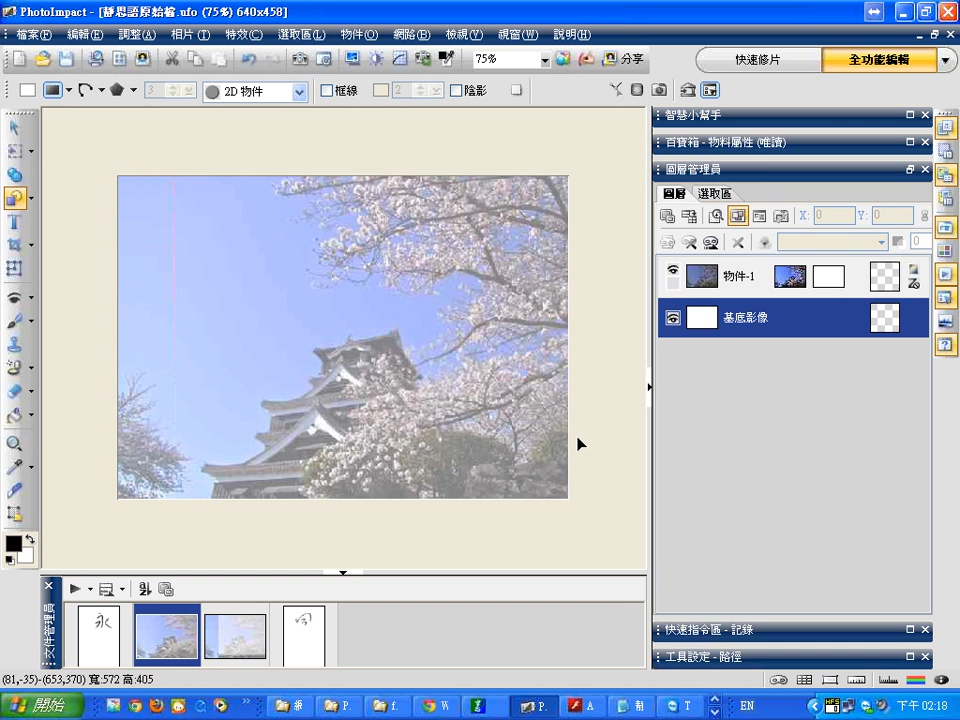 PhotoImpact - [靜思語原始檔.ufo (75%) 640x458]
檔案(F) 編輯(E) 調整(A) 相片(I) 特效(C) 選取區(L) 物件(O) 網路(B) 檢視(V) 視窗(W) 說明(H)
75% 分享 快速修片 全功能編輯
3 2D 物件 框線 2 陰影
智慧小幫手
百寶箱 - 物料屬性 (唯讀)
圖層管理員
圖層 選取區
X: 0 Y: 0
0
物件-1
基底影像
文件管理員
永
快速指令區 - 記錄
工具設定 - 路徑
(81,-35)-(653,370) 寬:572 高:405
開始 P. f. W P. A T EN 下午 02:18